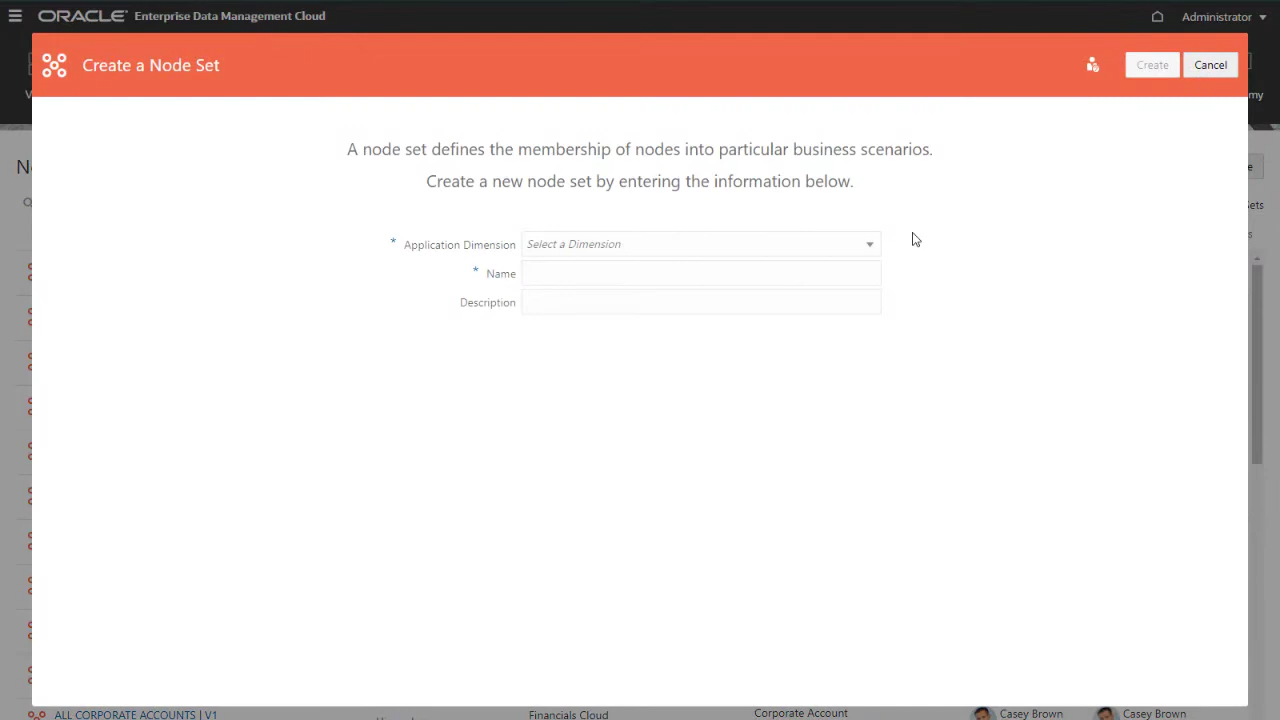 ORACLE® Enterprise Data Management Cloud
Administrator
Create a Node Set
Create
Cancel
A node set defines the membership of nodes into particular business scenarios.
Create a new node set by entering the information below.
* Application Dimension
Select a Dimension
* Name
Description
ALL CORPORATE ACCOUNTS | V1
Financials Cloud
Corporate Account
Casey Brown
Casey Brown